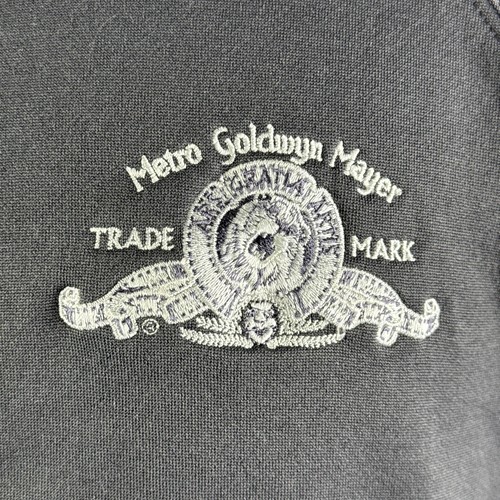 Metro Goldwyn Mayer
ARS GRATIA ARTIS
TRADE MARK
®